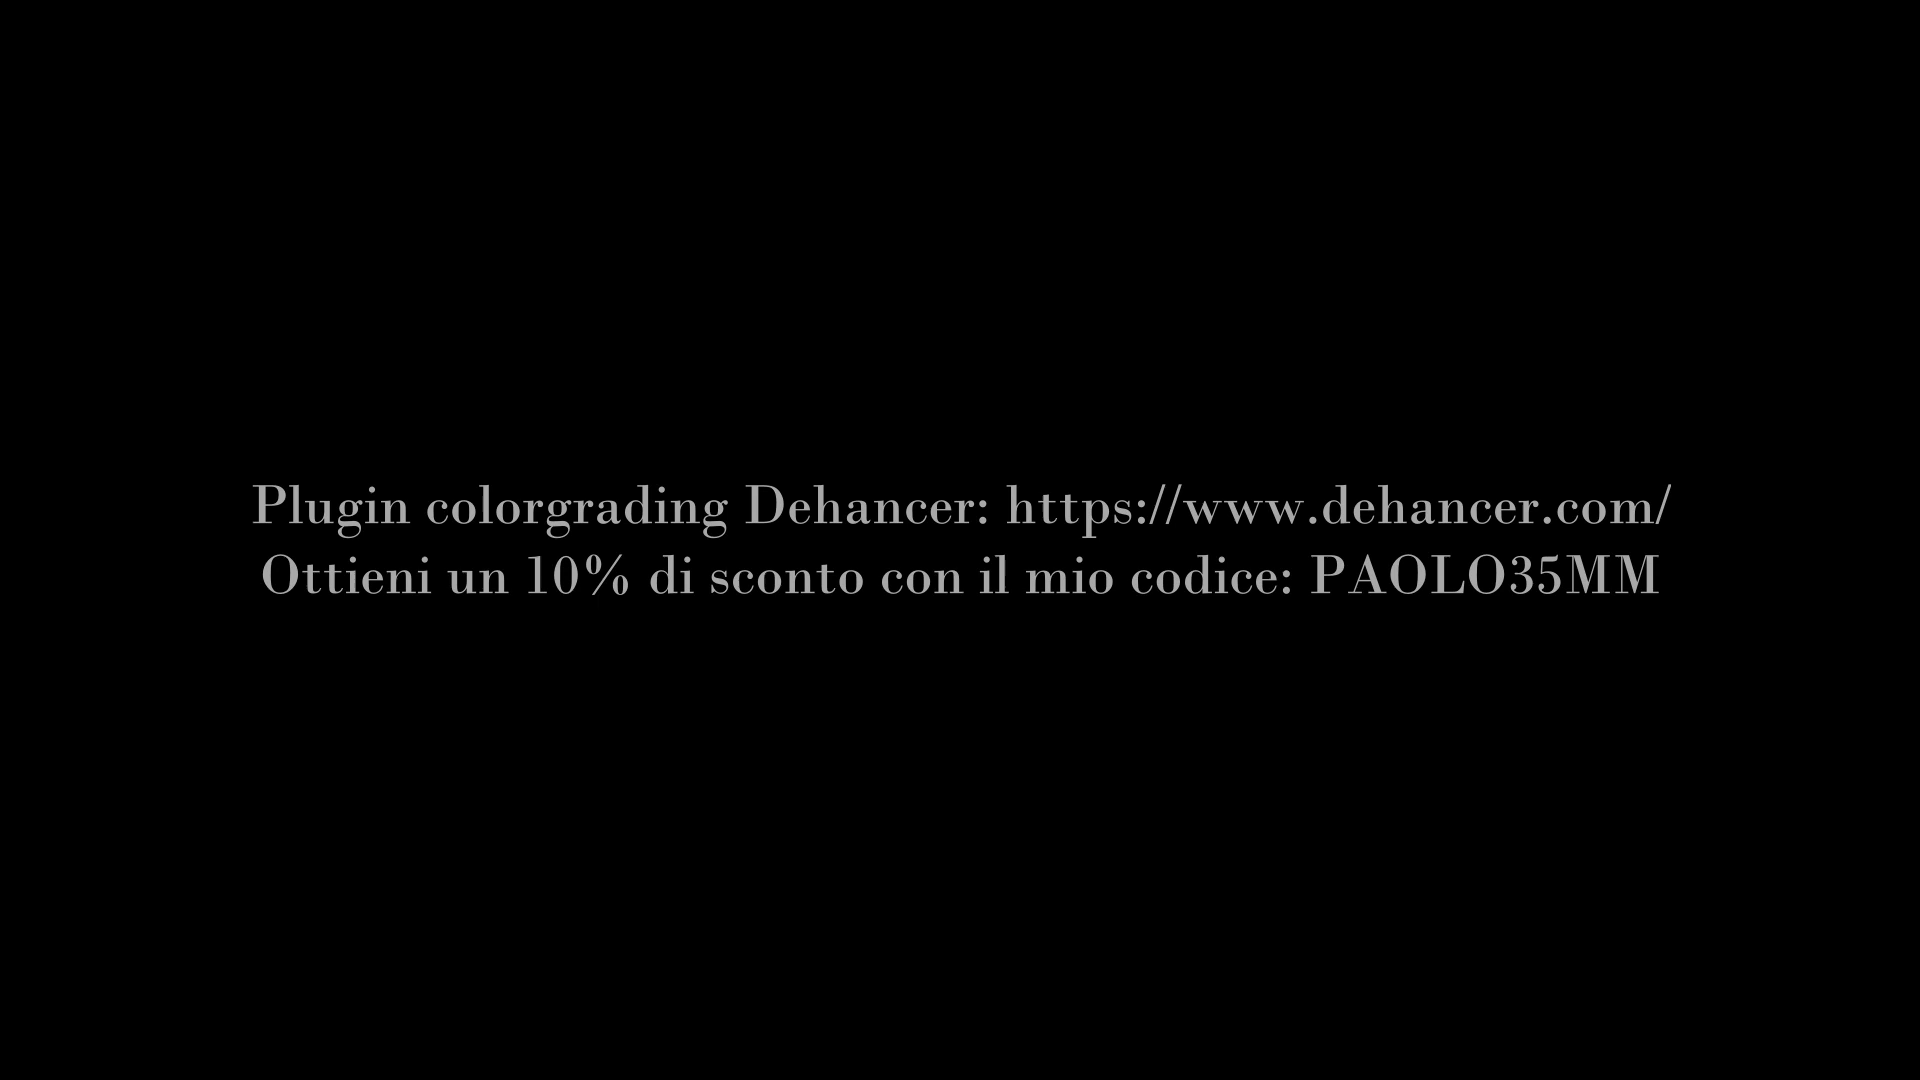 Plugin colorgrading Dehancer: https://www.dehancer.com/
Ottieni un 10% di sconto con il mio codice: PAOLO35MM